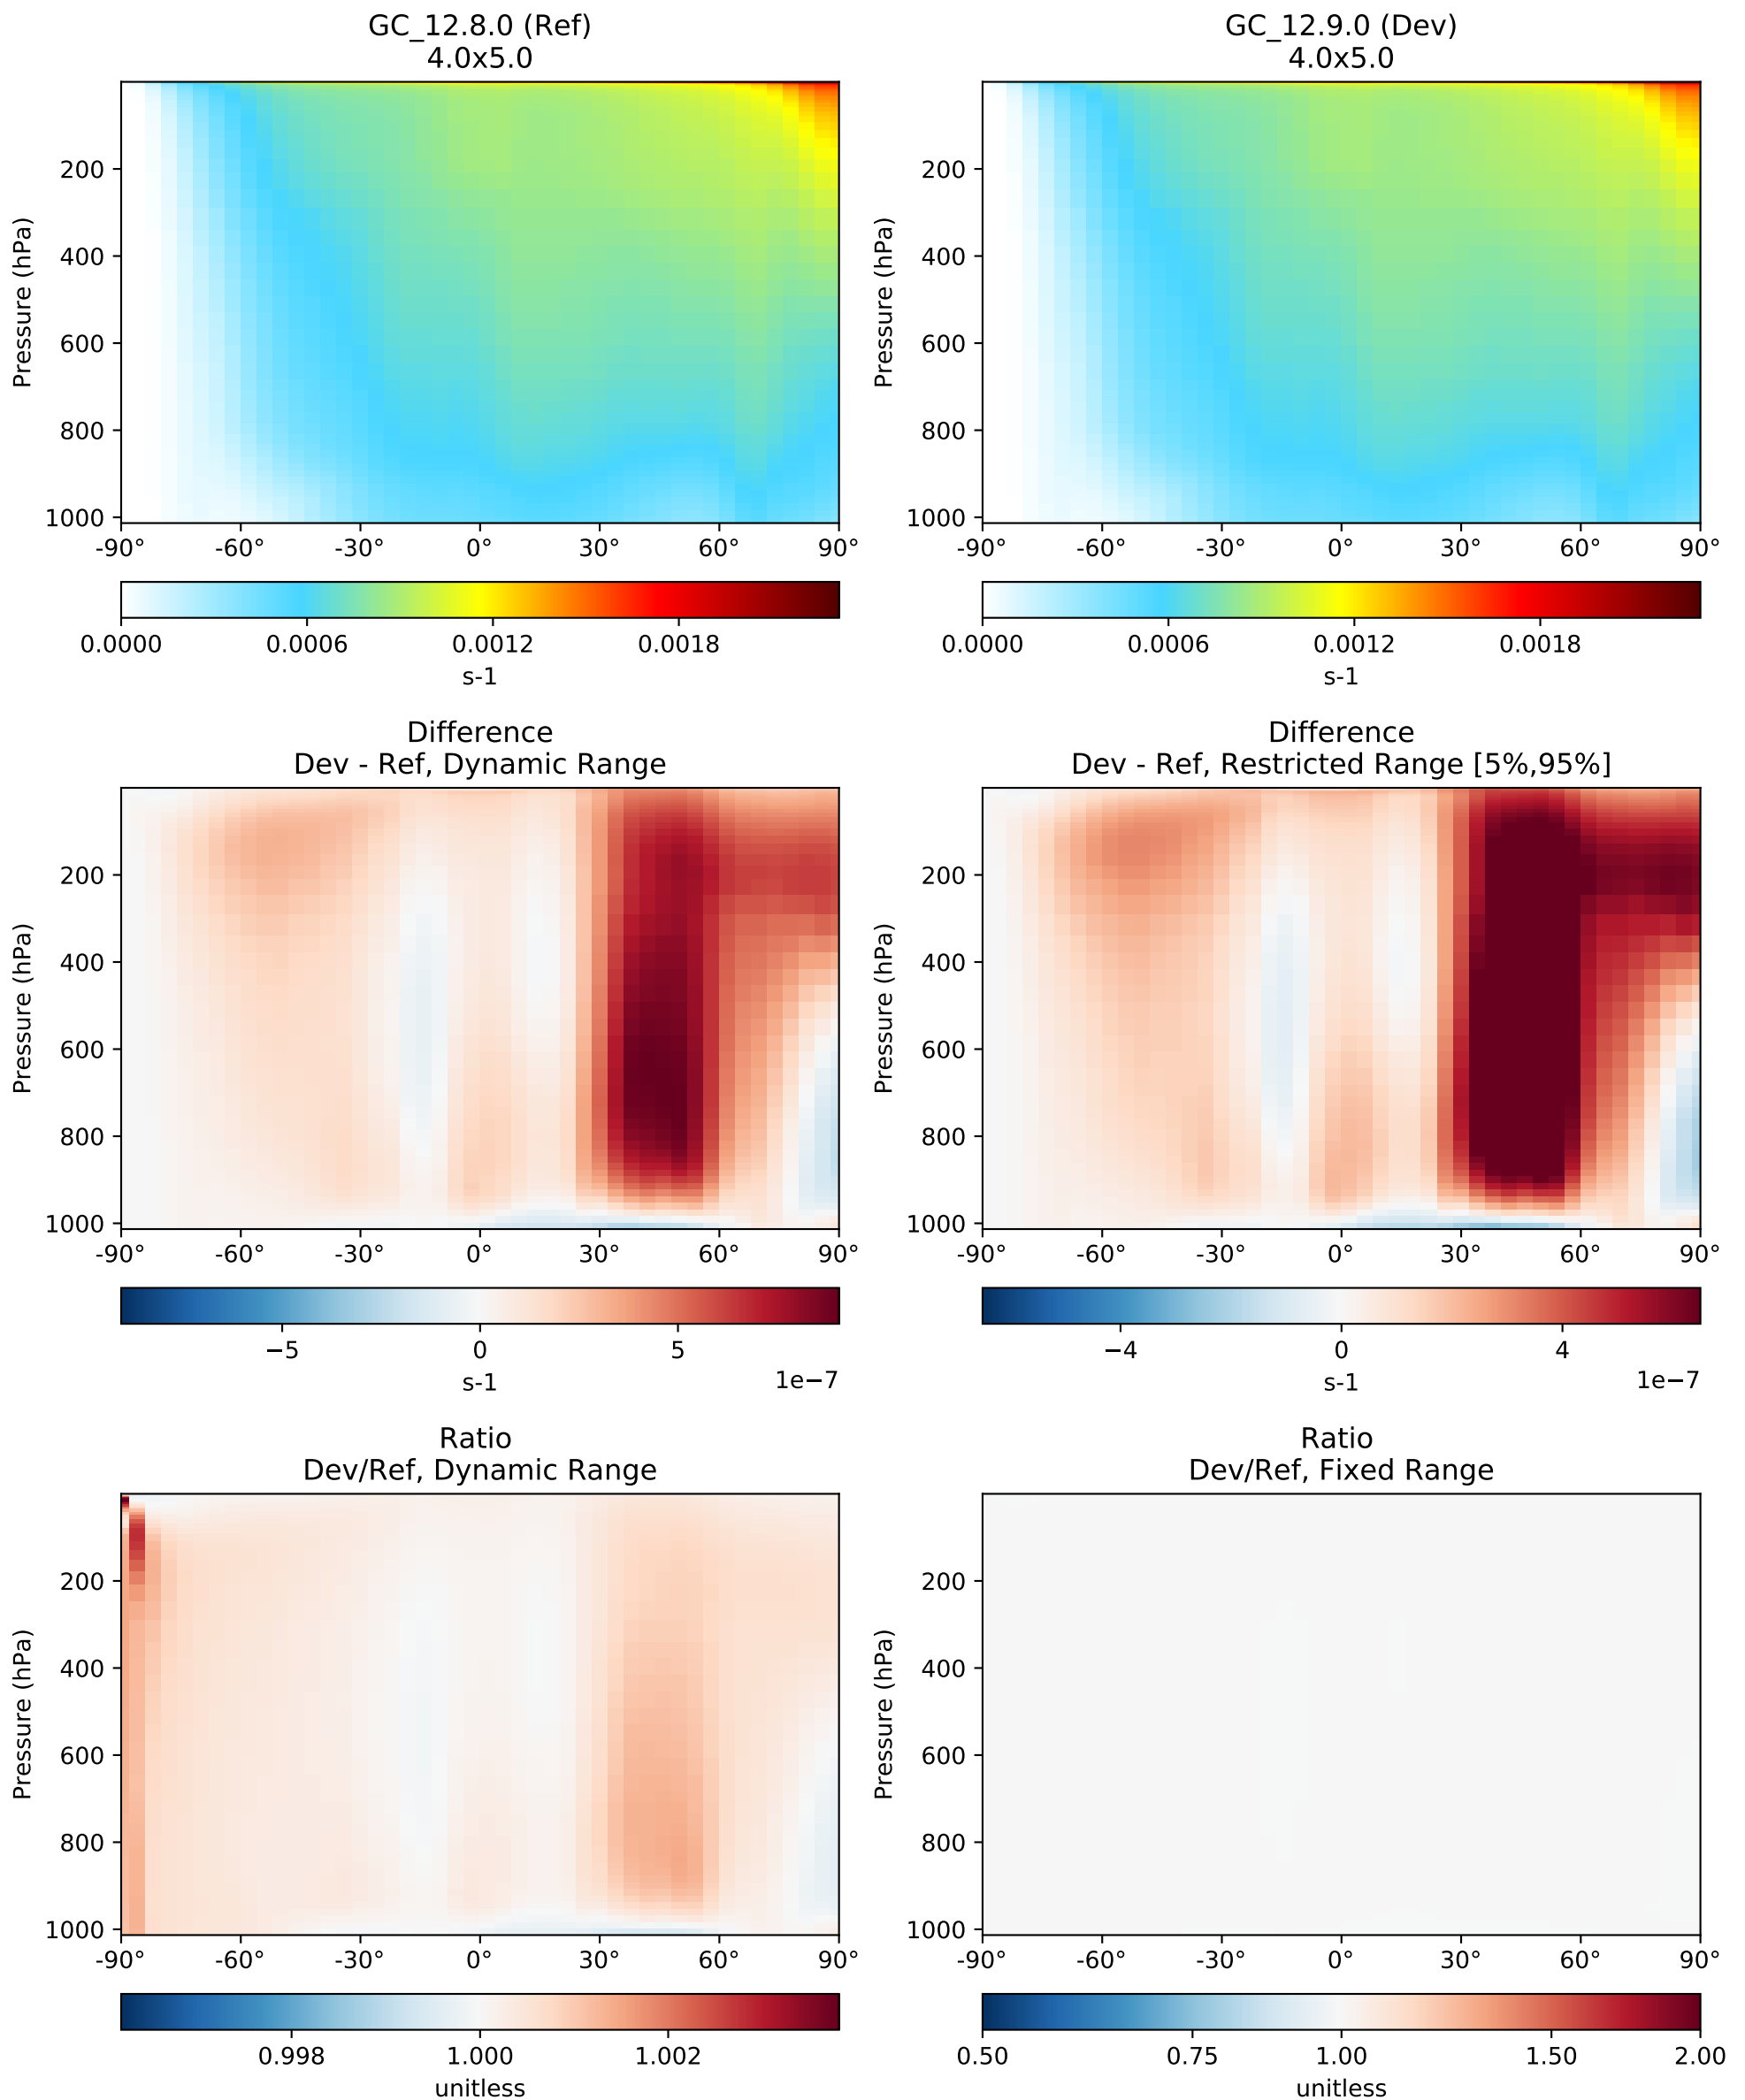 GC_12.8.0 (Ref)
4.0x5.0
Pressure (hPa)
200
400
600
800
1000
-90° -60° -30° 0° 30° 60° 90°
0.0000 0.0006 0.0012 0.0018
s-1
GC_12.9.0 (Dev)
4.0x5.0
Pressure (hPa)
200
400
600
800
1000
-90° -60° -30° 0° 30° 60° 90°
0.0000 0.0006 0.0012 0.0018
s-1
Difference
Dev - Ref, Dynamic Range
Pressure (hPa)
200
400
600
800
1000
-90° -60° -30° 0° 30° 60° 90°
−5 0 5
1e−7
s-1
Difference
Dev - Ref, Restricted Range [5%,95%]
Pressure (hPa)
200
400
600
800
1000
-90° -60° -30° 0° 30° 60° 90°
−4 0 4
1e−7
s-1
Ratio
Dev/Ref, Dynamic Range
Pressure (hPa)
200
400
600
800
1000
-90° -60° -30° 0° 30° 60° 90°
0.998 1.000 1.002
unitless
Ratio
Dev/Ref, Fixed Range
Pressure (hPa)
200
400
600
800
1000
-90° -60° -30° 0° 30° 60° 90°
0.50 0.75 1.00 1.50 2.00
unitless